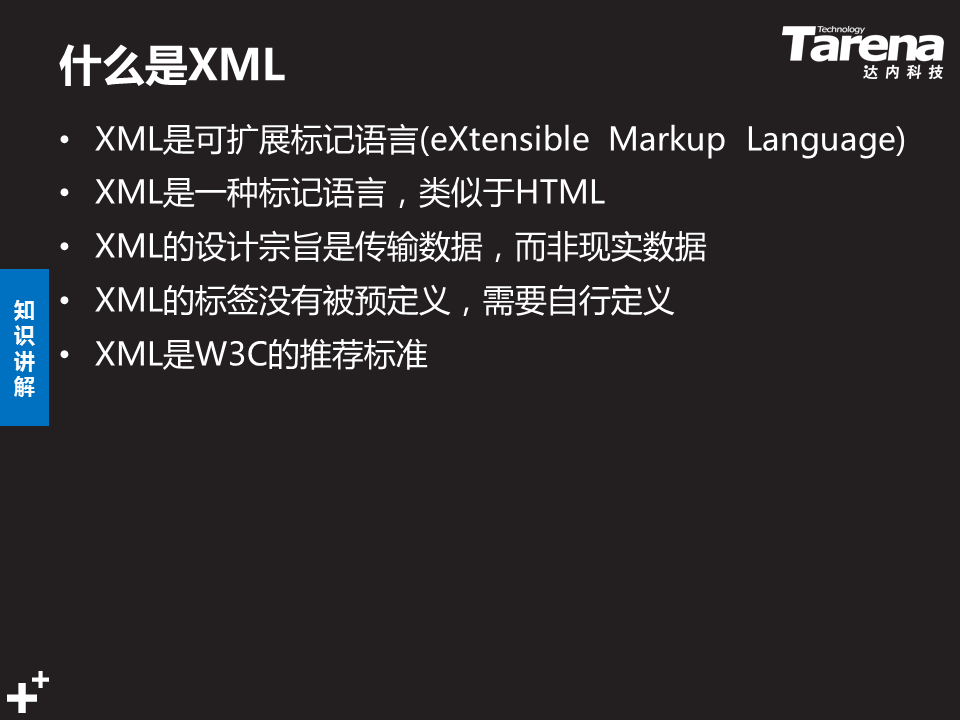 什么是XML
Technology
Tarena
达内科技
• XML是可扩展标记语言(eXtensible Markup Language)
• XML是一种标记语言，类似于HTML
• XML的设计宗旨是传输数据，而非现实数据
• XML的标签没有被预定义，需要自行定义
• XML是W3C的推荐标准
知
识
讲
解